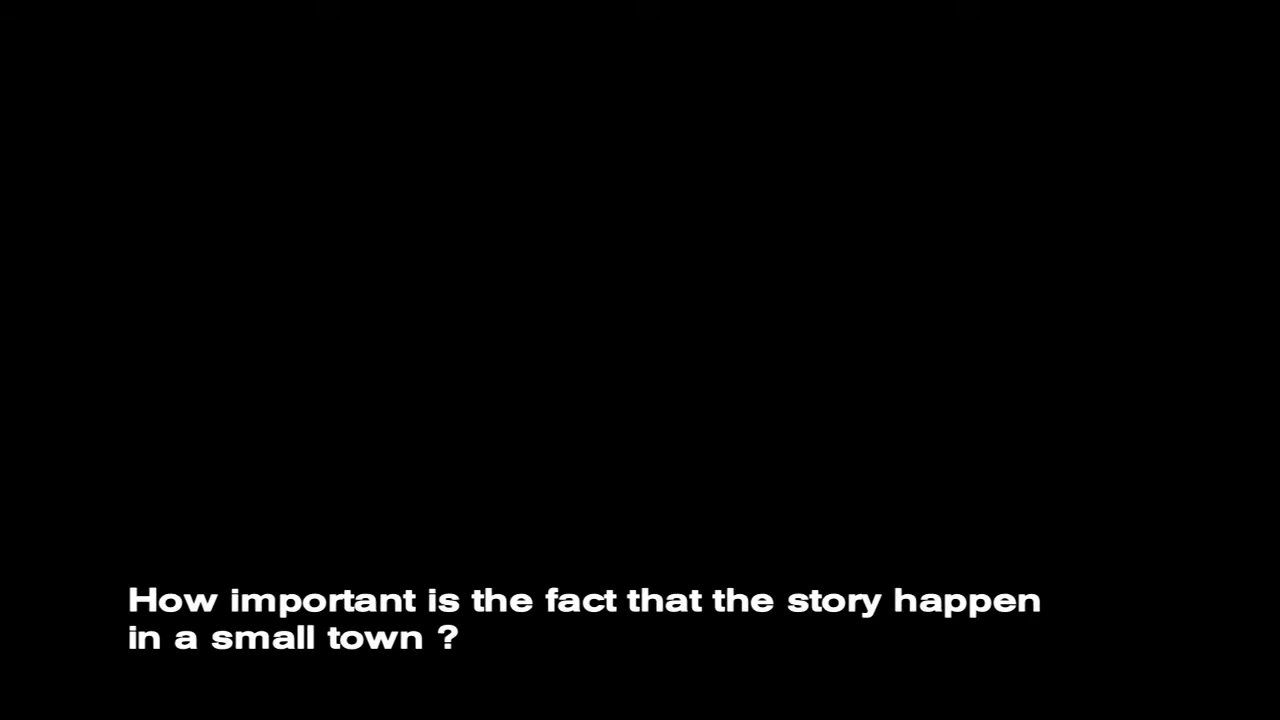 How important is the fact that the story happen
in a small town ?